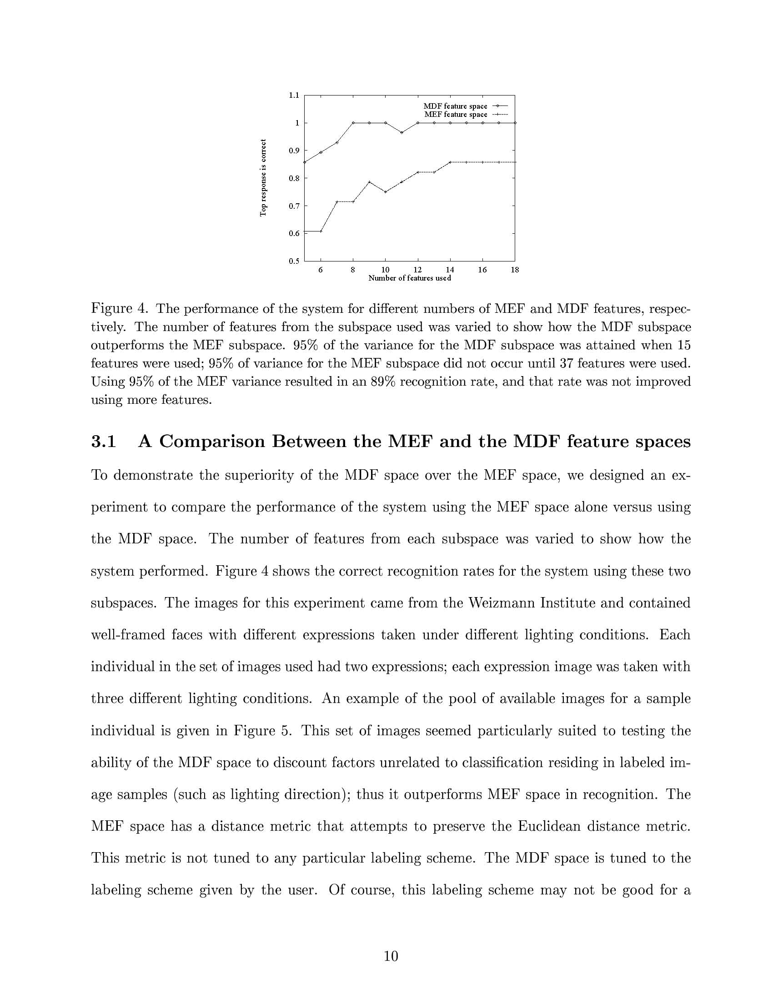 1.1
MDF feature space
MEF feature space
1
0.9
0.8
0.7
0.6
0.5
Top response is correct
6 8 10 12 14 16 18
Number of features used
Figure 4. The performance of the system for different numbers of MEF and MDF features, respec-
tively. The number of features from the subspace used was varied to show how the MDF subspace
outperforms the MEF subspace. 95% of the variance for the MDF subspace was attained when 15
features were used; 95% of variance for the MEF subspace did not occur until 37 features were used.
Using 95% of the MEF variance resulted in an 89% recognition rate, and that rate was not improved
using more features.
3.1 A Comparison Between the MEF and the MDF feature spaces
To demonstrate the superiority of the MDF space over the MEF space, we designed an ex-
periment to compare the performance of the system using the MEF space alone versus using
the MDF space. The number of features from each subspace was varied to show how the
system performed. Figure 4 shows the correct recognition rates for the system using these two
subspaces. The images for this experiment came from the Weizmann Institute and contained
well-framed faces with different expressions taken under different lighting conditions. Each
individual in the set of images used had two expressions; each expression image was taken with
three different lighting conditions. An example of the pool of available images for a sample
individual is given in Figure 5. This set of images seemed particularly suited to testing the
ability of the MDF space to discount factors unrelated to classification residing in labeled im-
age samples (such as lighting direction); thus it outperforms MEF space in recognition. The
MEF space has a distance metric that attempts to preserve the Euclidean distance metric.
This metric is not tuned to any particular labeling scheme. The MDF space is tuned to the
labeling scheme given by the user. Of course, this labeling scheme may not be good for a
10